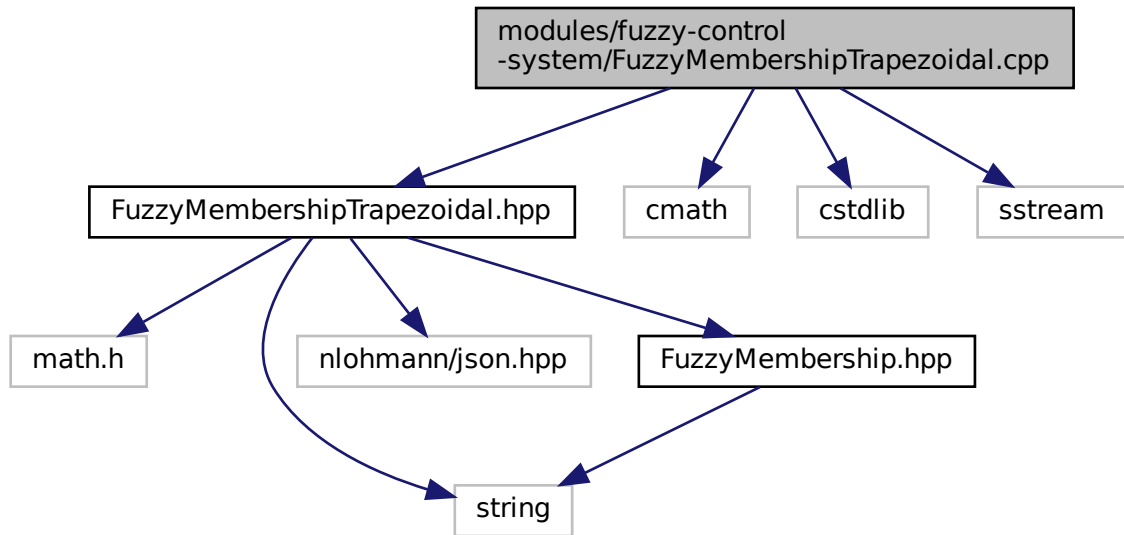 modules/fuzzy-control
-system/FuzzyMembershipTrapezoidal.cpp
FuzzyMembershipTrapezoidal.hpp
cmath
cstdlib
sstream
math.h
nlohmann/json.hpp
FuzzyMembership.hpp
string